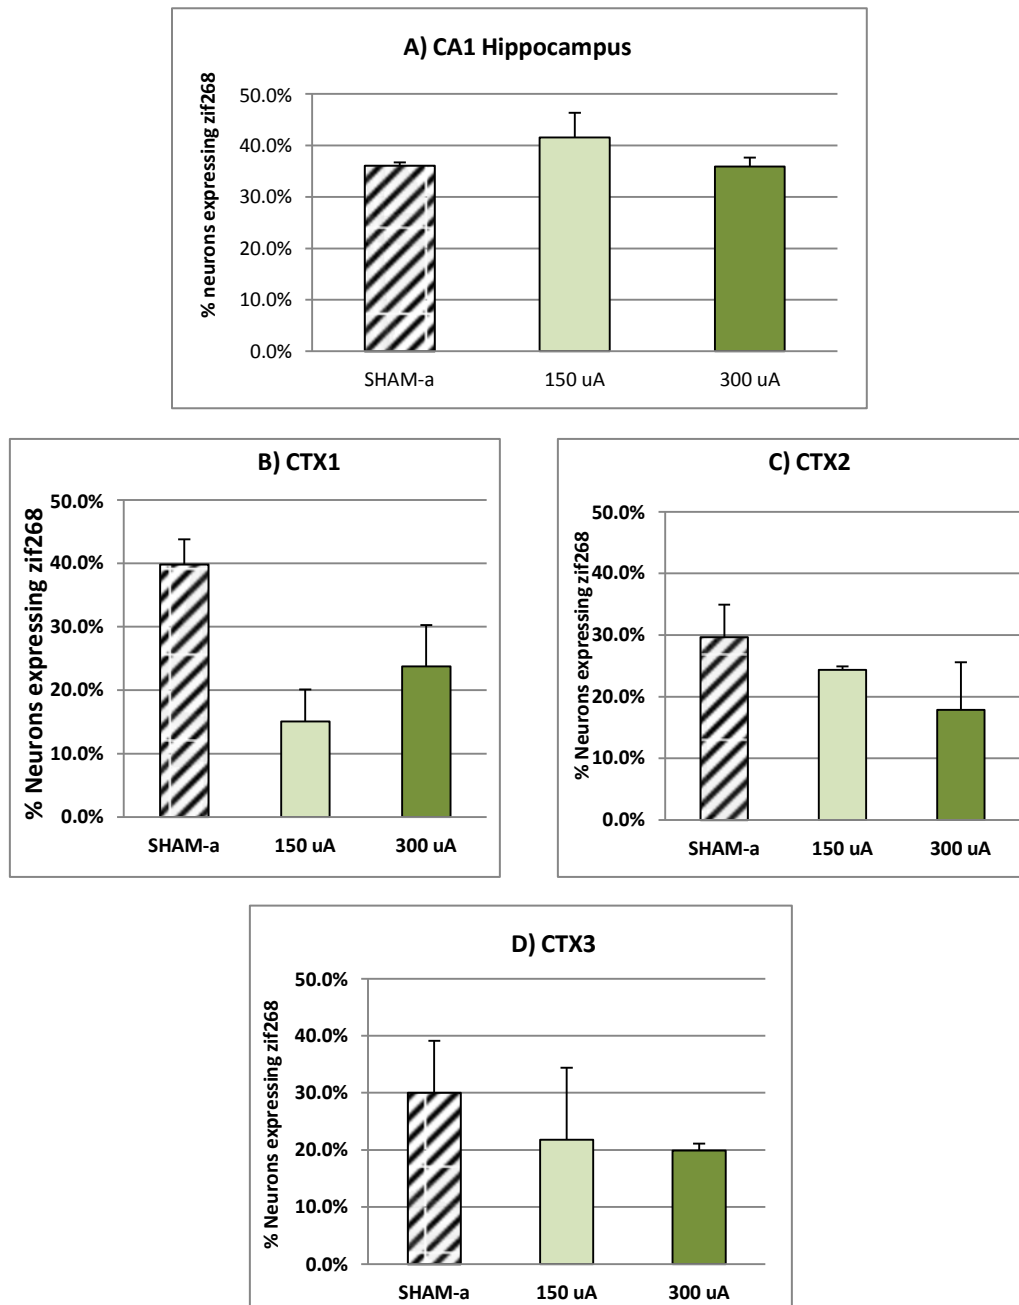 A) CA1 Hippocampus
% neurons expressing zif268
50.0%
40.0%
30.0%
20.0%
10.0%
0.0%
SHAM-a 150 uA 300 uA
B) CTX1
% Neurons expressing zif268
50.0%
40.0%
30.0%
20.0%
10.0%
0.0%
SHAM-a 150 uA 300 uA
C) CTX2
% Neurons expressing zif268
50.0%
40.0%
30.0%
20.0%
10.0%
0.0%
SHAM-a 150 uA 300 uA
D) CTX3
% Neurons expressing zif268
50.0%
40.0%
30.0%
20.0%
10.0%
0.0%
SHAM-a 150 uA 300 uA